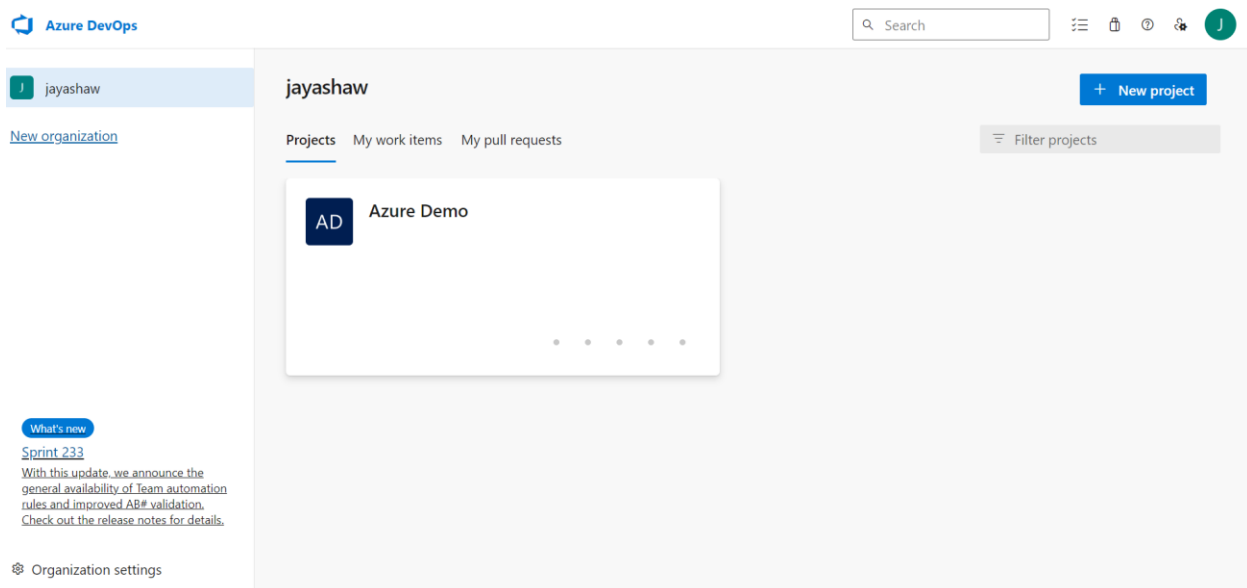 Azure DevOps
Search
J
J
jayashaw
New organization
jayashaw
+ New project
Projects
My work items
My pull requests
Filter projects
AD
Azure Demo
What's new
Sprint 233
With this update, we announce the
general availability of Team automation
rules and improved AB# validation.
Check out the release notes for details.
Organization settings